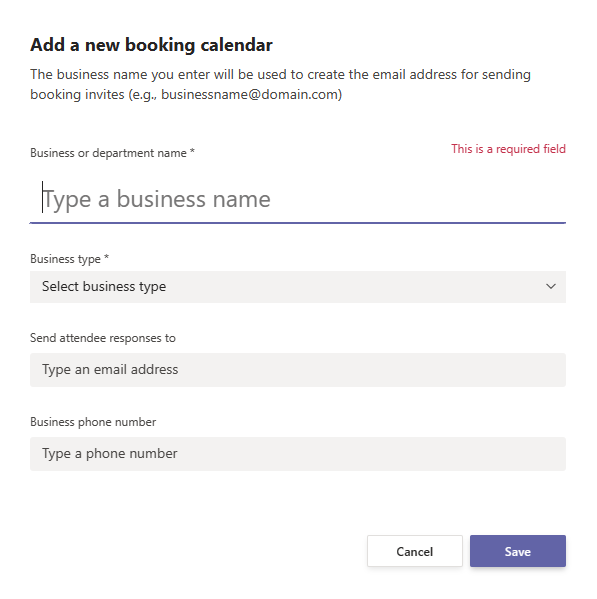 Add a new booking calendar
The business name you enter will be used to create the email address for sending
booking invites (e.g., businessname@domain.com)
Business or department name *
This is a required field
Type a business name
Business type *
Select business type
Send attendee responses to
Type an email address
Business phone number
Type a phone number
Cancel
Save